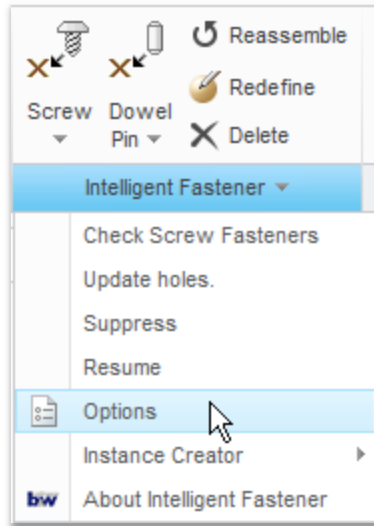 Screw
Dowel
Pin
Reassemble
Redefine
Delete
Intelligent Fastener
Check Screw Fasteners
Update holes.
Suppress
Resume
Options
Instance Creator
bw About Intelligent Fastener